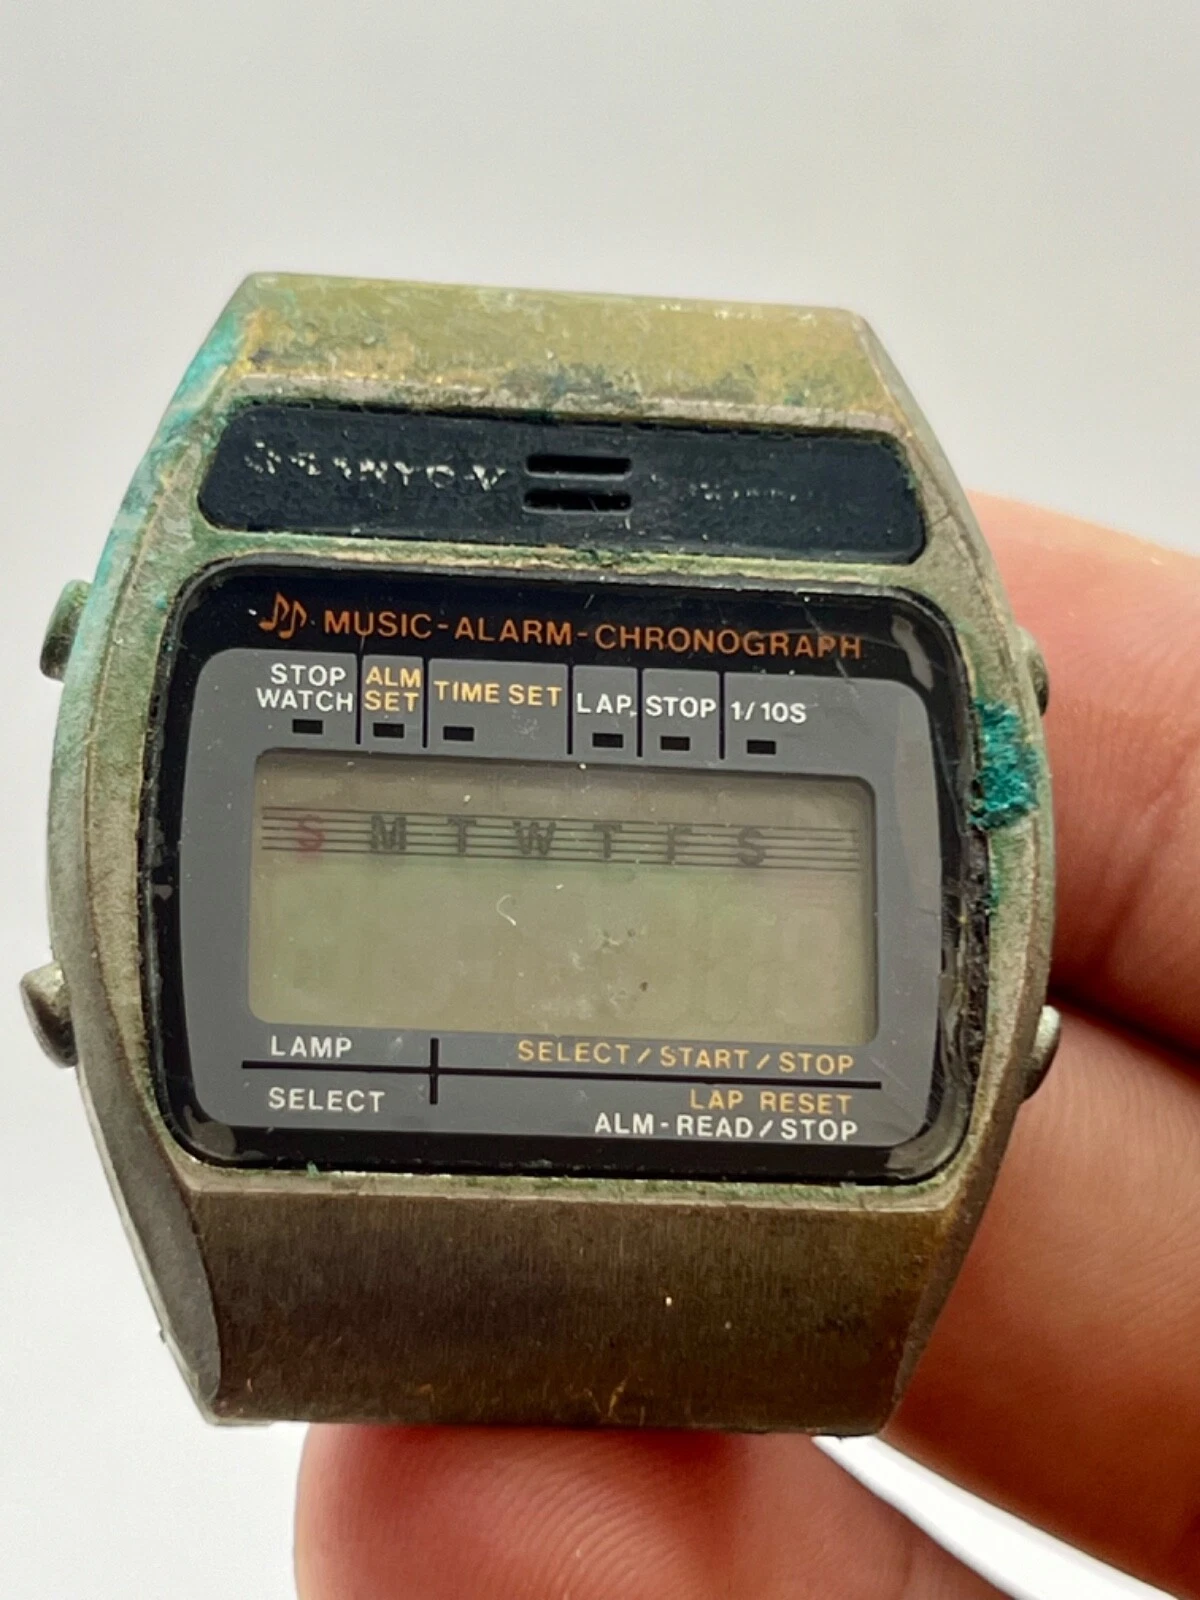 MUSIC-ALARM-CHRONOGRAPH
STOP WATCH
ALM SET
TIME SET
LAP.
STOP
1/10S
S M T W T F S
LAMP
SELECT/START/STOP
SELECT
LAP RESET
ALM-READ/STOP